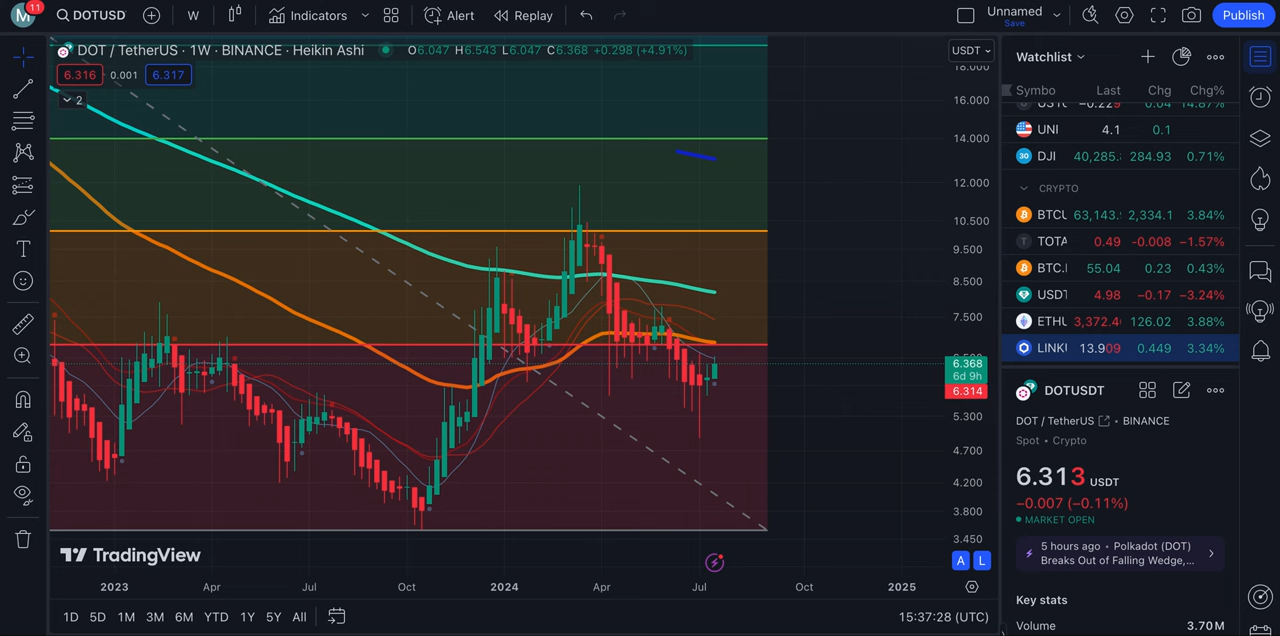 M 11 DOTUSD W Indicators Alert Replay Unnamed Save Publish
DOT / TetherUS · 1W · BINANCE · Heikin Ashi O6.047 H6.543 L6.047 C6.368 +0.298 (+4.91%)
6.316 0.001 6.317
2
USDT
18.000
16.000
14.000
12.000
10.500
9.500
8.500
7.500
6.368
6d 9h
6.314
5.300
4.700
4.200
3.800
3.450
TradingView
A L
2023 Apr Jul Oct 2024 Apr Jul Oct 2025
1D 5D 1M 3M 6M YTD 1Y 5Y All 15:37:28 (UTC)
Watchlist
Symbo Last Chg Chg%
UNI 4.1 0.1
30 DJI 40,285. 284.93 0.71%
CRYPTO
BTCU 63,143. 2,334.1 3.84%
T TOTA 0.49 −0.008 −1.57%
BTC.I 55.04 0.23 0.43%
USDT 4.98 −0.17 −3.24%
ETHU 3,372.4 126.02 3.88%
LINKU 13.909 0.449 3.34%
DOTUSDT
DOT / TetherUS • BINANCE
Spot • Crypto
6.313 USDT
−0.007 (−0.11%)
MARKET OPEN
5 hours ago • Polkadot (DOT)
Breaks Out of Falling Wedge,...
Key stats
Volume 3.70 M